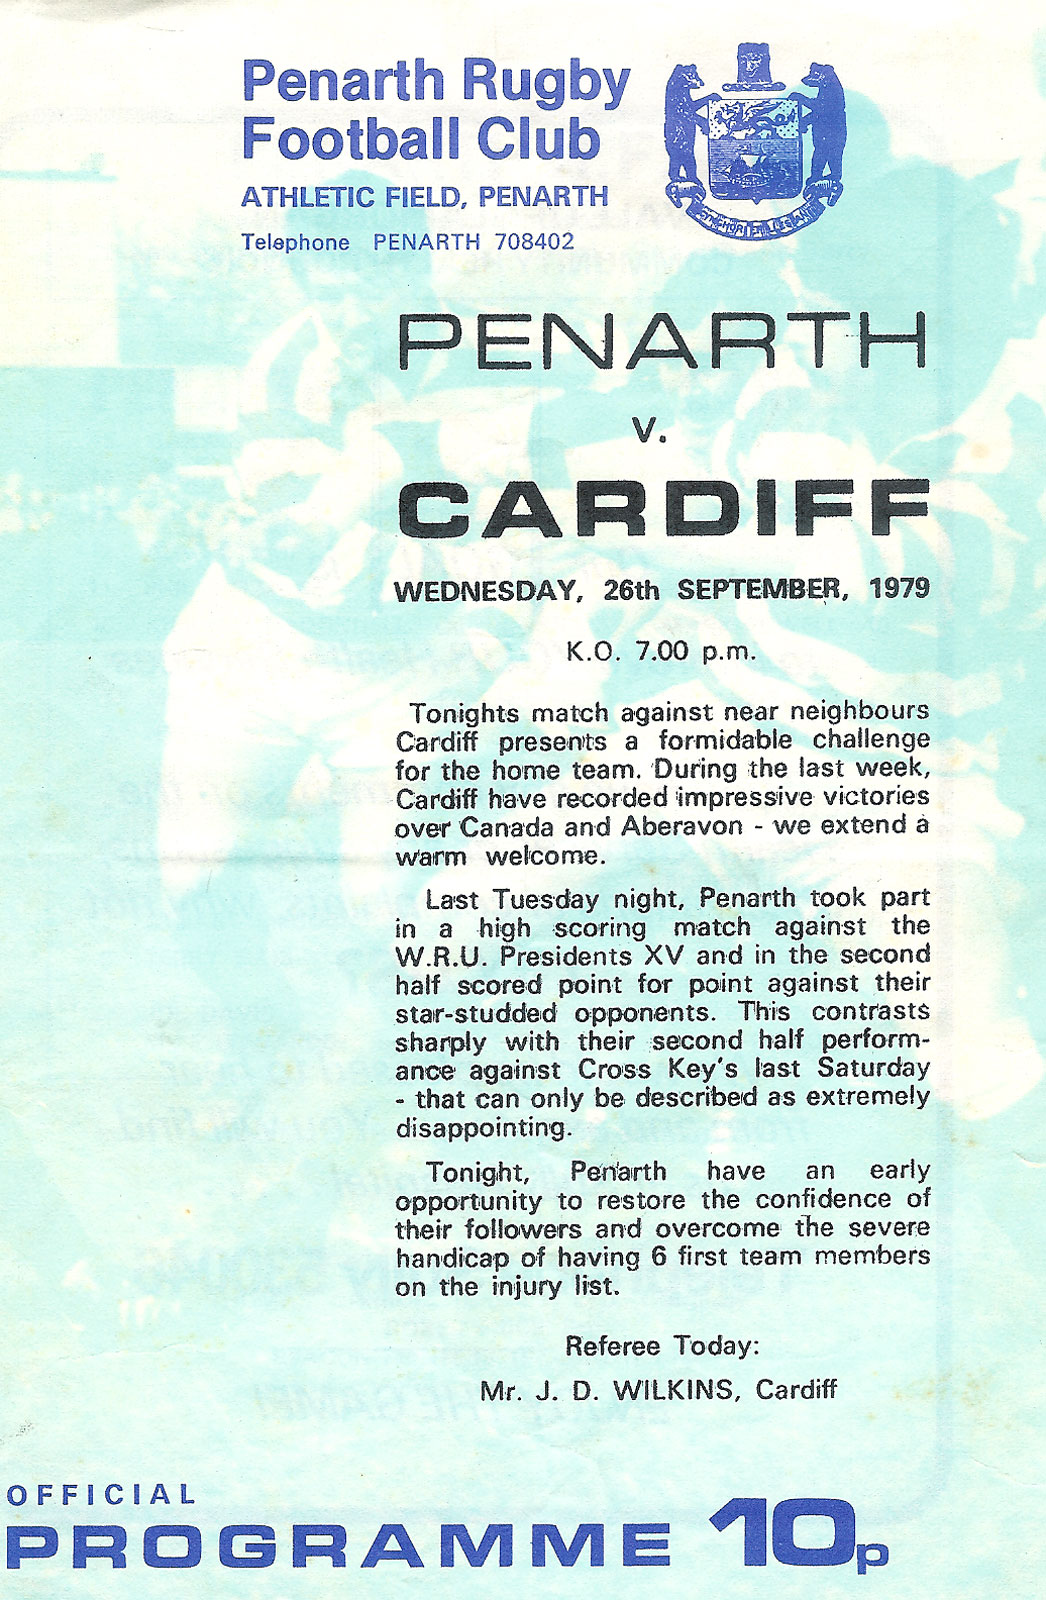 Penarth Rugby
Football Club
ATHLETIC FIELD, PENARTH
Telephone PENARTH 708402
PENARTH
v.
CARDIFF
WEDNESDAY, 26th SEPTEMBER, 1979
K.O. 7.00 p.m.
Tonights match against near neighbours
Cardiff presents a formidable challenge
for the home team. During the last week,
Cardiff have recorded impressive victories
over Canada and Aberavon - we extend a
warm welcome.
Last Tuesday night, Penarth took part
in a high scoring match against the
W.R.U. Presidents XV and in the second
half scored point for point against their
star-studded opponents. This contrasts
sharply with their second half perform-
ance against Cross Key's last Saturday
- that can only be described as extremely
disappointing.
Tonight, Penarth have an early
opportunity to restore the confidence of
their followers and overcome the severe
handicap of having 6 first team members
on the injury list.
Referee Today:
Mr. J. D. WILKINS, Cardiff
OFFICIAL
PROGRAMME 10p